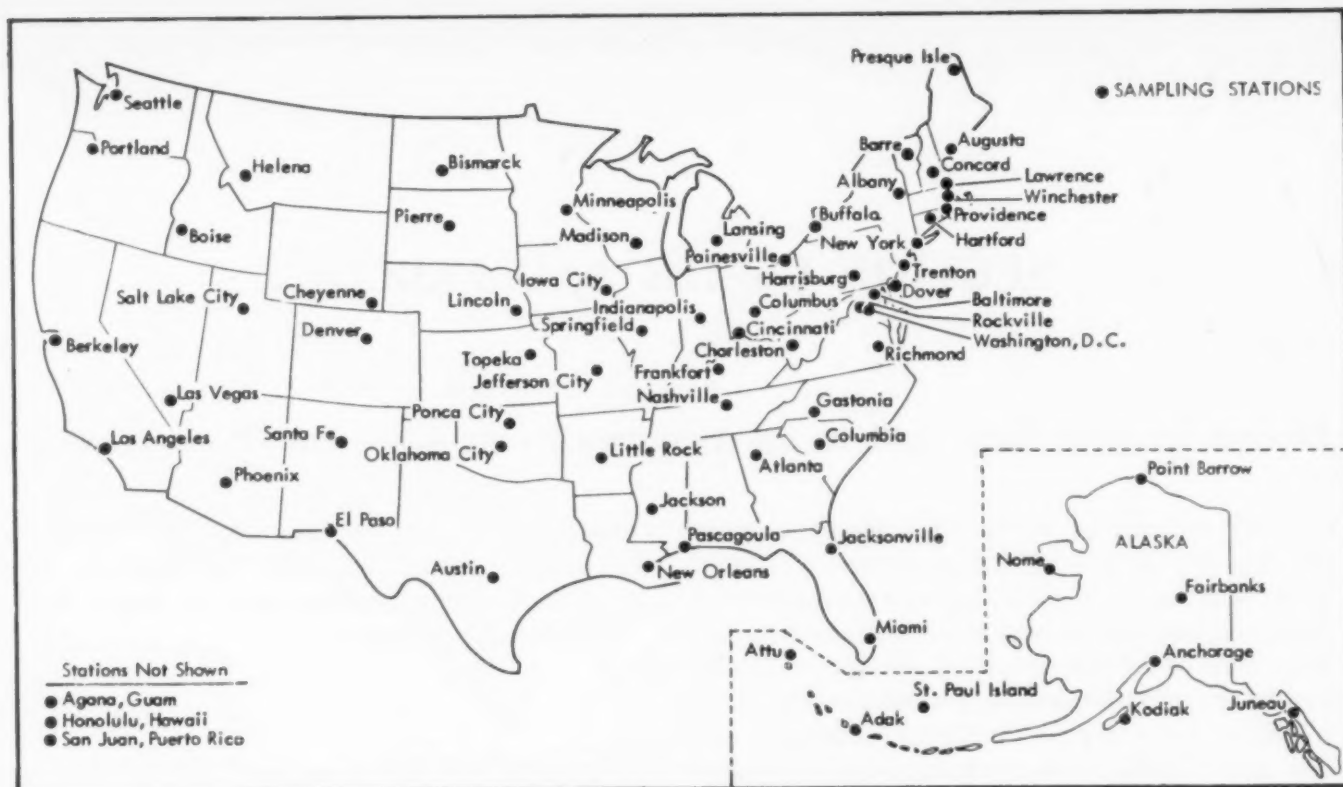 Presque Isle
SAMPLING STATIONS
Seattle
Portland
Helena
Bismarck
Barre
Augusta
Concord
Lawrence
Albany
Winchester
Minneapolis
Pierre
Buffalo
Providence
Boise
Madison
Lansing
New York
Hartford
Painesville
Harrisburg
Trenton
Iowa City
Salt Lake City
Cheyenne
Lincoln
Indianapolis
Columbus
Dover
Baltimore
Denver
Springfield
Cincinnati
Rockville
Berkeley
Charleston
Richmond
Washington, D.C.
Topeka
Jefferson City
Frankfort
Las Vegas
Nashville
Ponca City
Gastonia
Los Angeles
Santa Fe
Oklahoma City
Little Rock
Columbia
Atlanta
Phoenix
Point Barrow
Jackson
El Paso
Pascagoula
Jacksonville
ALASKA
Nome
Austin
New Orleans
Fairbanks
Miami
Attu
Anchorage
Stations Not Shown
St. Paul Island
Agana, Guam
Honolulu, Hawaii
San Juan, Puerto Rica
Adak
Kodiak
Juneau